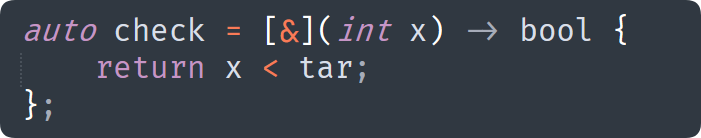 auto check = [&](int x) -> bool {
    return x < tar;
};